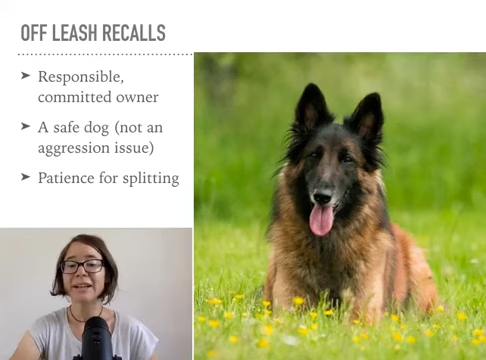 OFF LEASH RECALLS
➤ Responsible,
committed owner
➤ A safe dog (not an
aggression issue)
➤ Patience for splitting